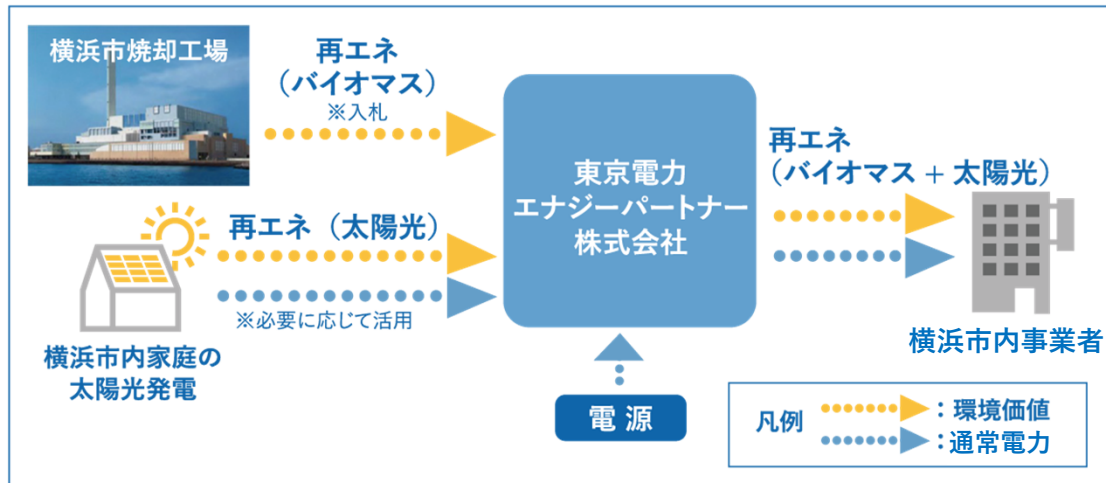 横浜市焼却工場
再エネ
（バイオマス）
※入札
再エネ（太陽光）
※必要に応じて活用
横浜市内家庭の
太陽光発電
東京電力
エナジーパートナー
株式会社
電源
再エネ
（バイオマス + 太陽光）
横浜市内事業者
凡例
：環境価値
：通常電力